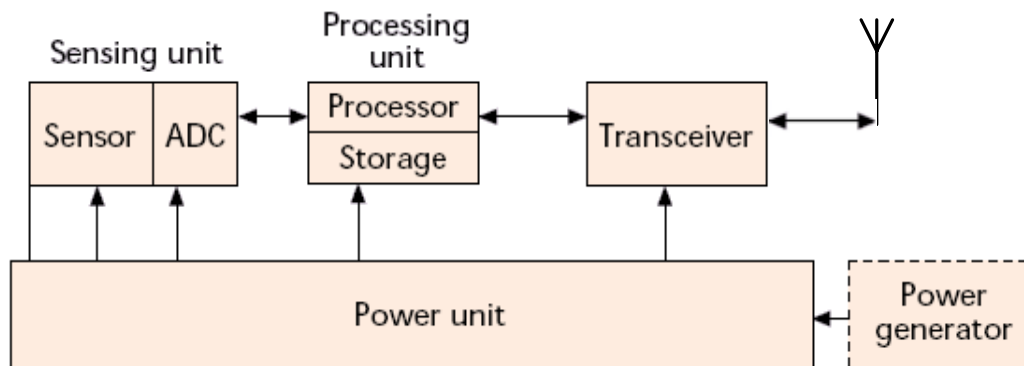 Sensing unit
Processing
unit
Sensor
ADC
Processor
Storage
Transceiver
Power unit
Power
generator